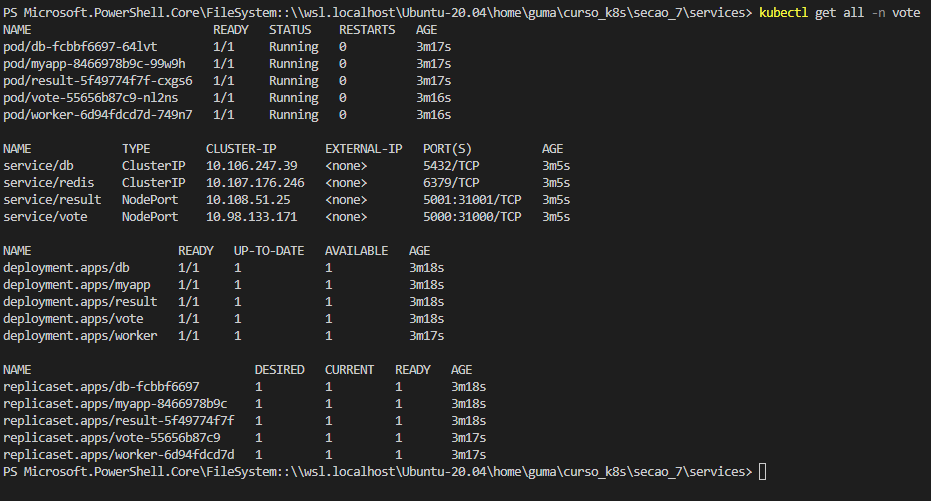 PS Microsoft.PowerShell.Core\FileSystem::\\wsl.localhost\Ubuntu-20.04\home\guma\curso_k8s\secao_7\services> kubectl get all -n vote
NAME READY STATUS RESTARTS AGE
pod/db-fcbbf6697-64lvt 1/1 Running 0 3m17s
pod/myapp-8466978b9c-99w9h 1/1 Running 0 3m17s
pod/result-5f49774f7f-cxgs6 1/1 Running 0 3m17s
pod/vote-55656b87c9-nl2ns 1/1 Running 0 3m16s
pod/worker-6d94fdcd7d-749n7 1/1 Running 0 3m16s
NAME TYPE CLUSTER-IP EXTERNAL-IP PORT(S) AGE
service/db ClusterIP 10.106.247.39 <none> 5432/TCP 3m5s
service/redis ClusterIP 10.107.176.246 <none> 6379/TCP 3m5s
service/result NodePort 10.108.51.25 <none> 5001:31001/TCP 3m5s
service/vote NodePort 10.98.133.171 <none> 5000:31000/TCP 3m5s
NAME READY UP-TO-DATE AVAILABLE AGE
deployment.apps/db 1/1 1 1 3m18s
deployment.apps/myapp 1/1 1 1 3m18s
deployment.apps/result 1/1 1 1 3m18s
deployment.apps/vote 1/1 1 1 3m18s
deployment.apps/worker 1/1 1 1 3m17s
NAME DESIRED CURRENT READY AGE
replicaset.apps/db-fcbbf6697 1 1 1 3m18s
replicaset.apps/myapp-8466978b9c 1 1 1 3m18s
replicaset.apps/result-5f49774f7f 1 1 1 3m18s
replicaset.apps/vote-55656b87c9 1 1 1 3m17s
replicaset.apps/worker-6d94fdcd7d 1 1 1 3m17s
PS Microsoft.PowerShell.Core\FileSystem::\\wsl.localhost\Ubuntu-20.04\home\guma\curso_k8s\secao_7\services>